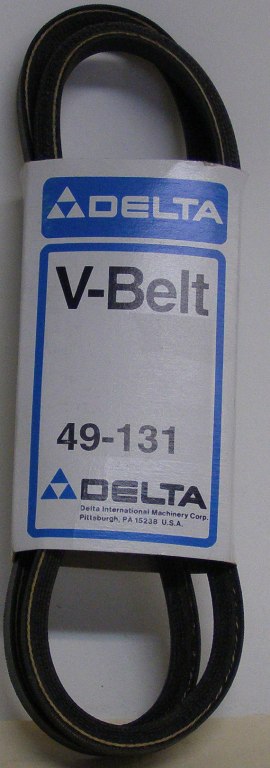 DELTA
V-Belt
49-131
DELTA
Delta International Machinery Corp.
Pittsburgh, PA 15238 U.S.A.